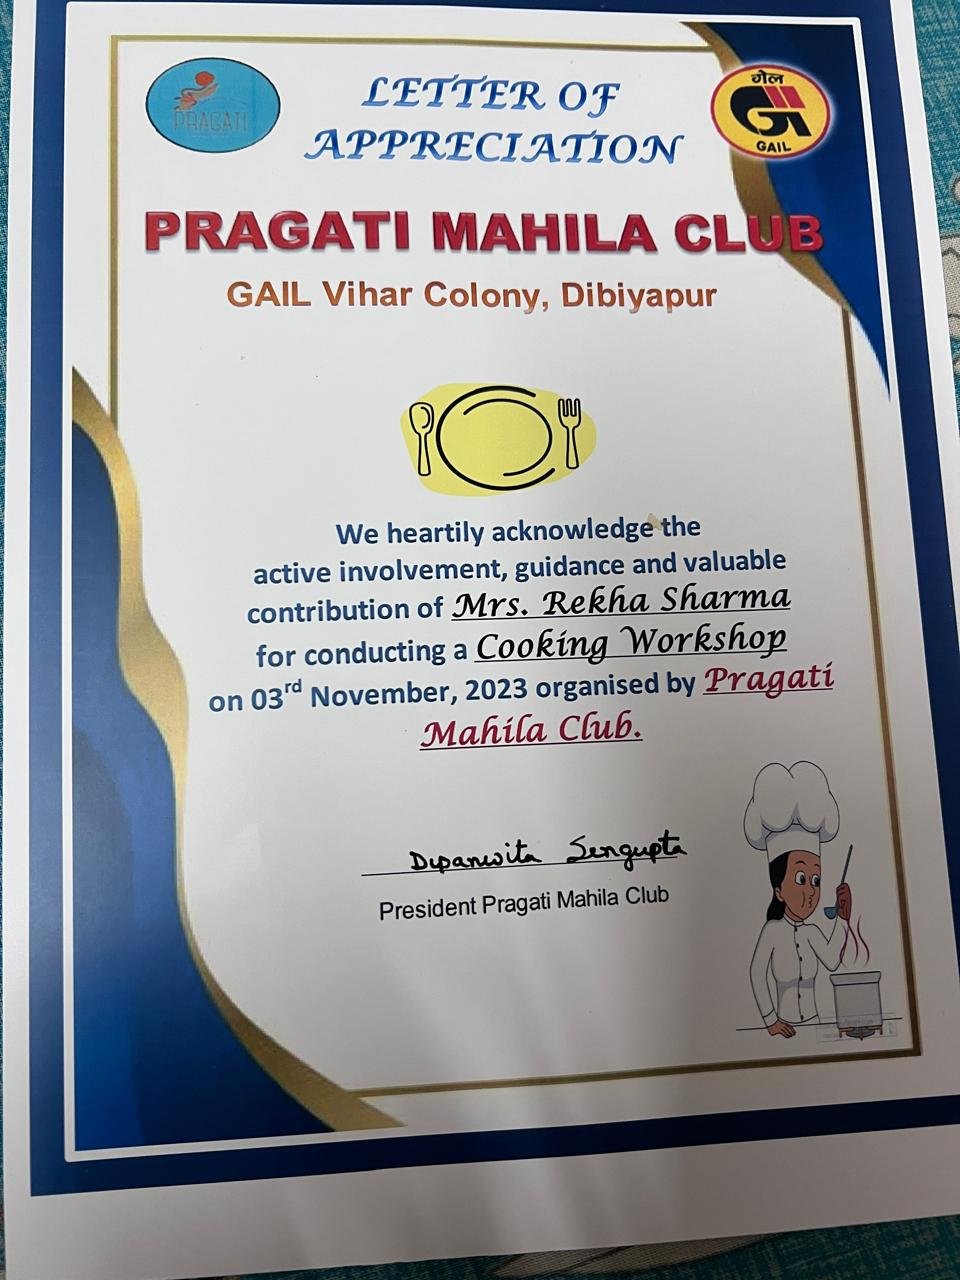 PRAGATI
LETTER OF
APPRECIATION
गेल
GAIL
PRAGATI MAHILA CLUB
GAIL Vihar Colony, Dibiyapur
We heartily acknowledge the
active involvement, guidance and valuable
contribution of Mrs. Rekha Sharma
for conducting a Cooking Workshop
on 03rd November, 2023 organised by Pragati
Mahila Club.
Dipanwita Sengupta
President Pragati Mahila Club